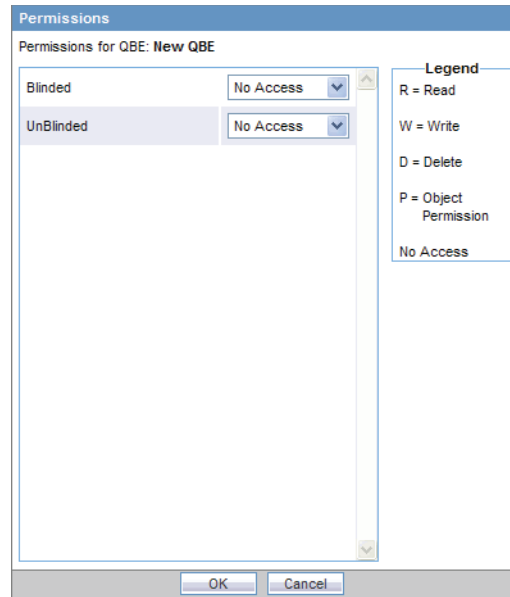 Permissions
Permissions for QBE: New QBE
Blinded No Access
UnBlinded No Access
Legend
R = Read
W = Write
D = Delete
P = Object
Permission
No Access
OK Cancel